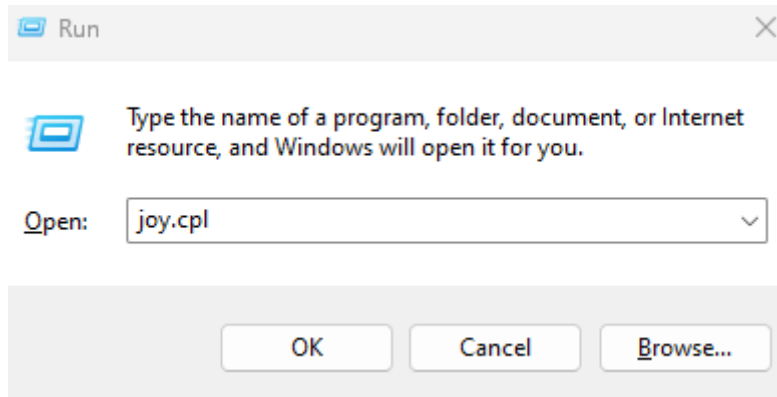 Run
Type the name of a program, folder, document, or Internet
resource, and Windows will open it for you.
Open: joy.cpl
OK Cancel Browse...